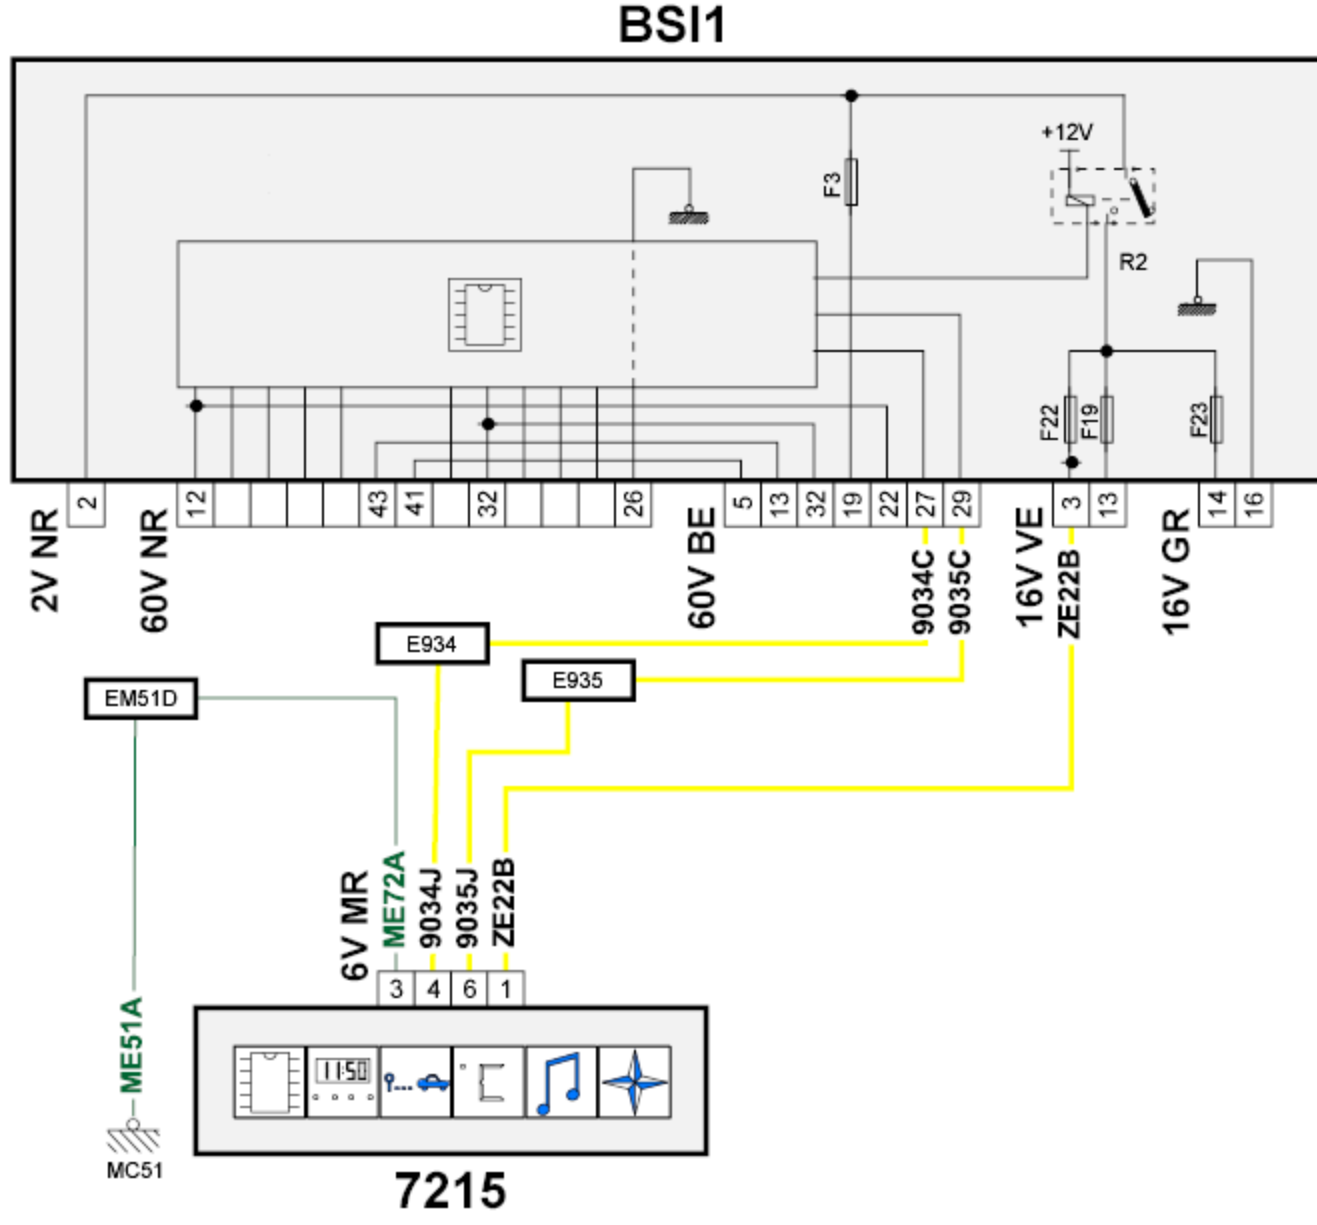 BSI1
+12V
F3
R2
F22
F19
F23
2V NR
2
60V NR
12
43
41
32
26
60V BE
5
13
32
19
22
27
29
16V VE
3
13
16V GR
14
16
9034C
9035C
ZE22B
E934
E935
EM51D
6V MR
ME72A
9034J
9035J
ZE22B
3
4
6
1
ME51A
11:50
MC51
7215